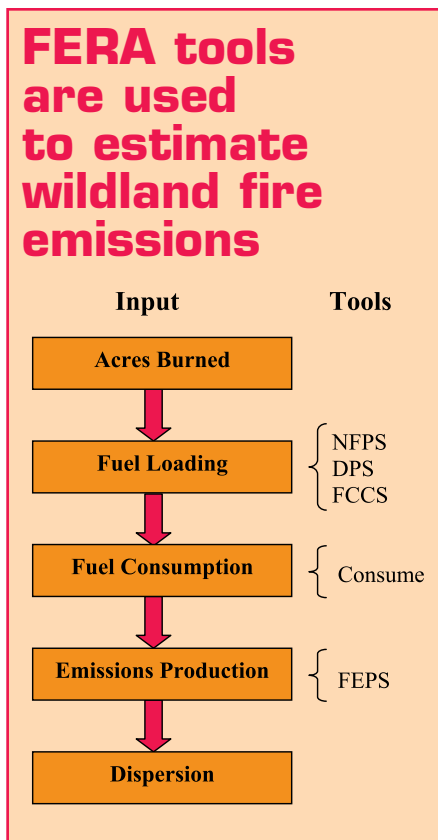 FERA tools
are used
to estimate
wildland fire
emissions
Input Tools
Acres Burned
Fuel Loading
NFPS
DPS
FCCS
Fuel Consumption
Consume
Emissions Production
FEPS
Dispersion